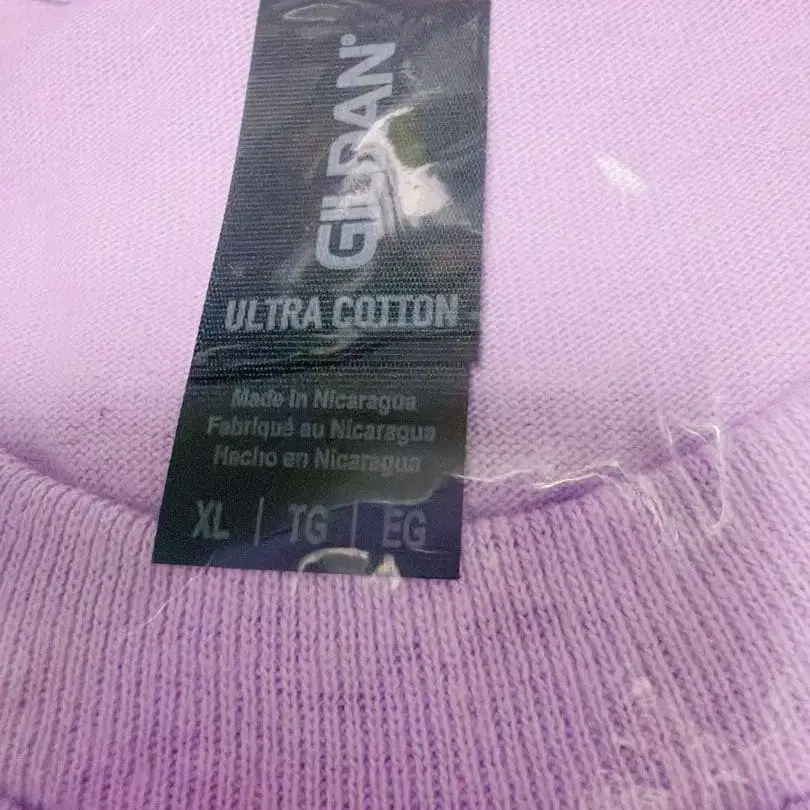 GILDAN®
ULTRA COTTON
Made in Nicaragua
Fabriqué au Nicaragua
Hecho en Nicaragua
XL | TG | EG